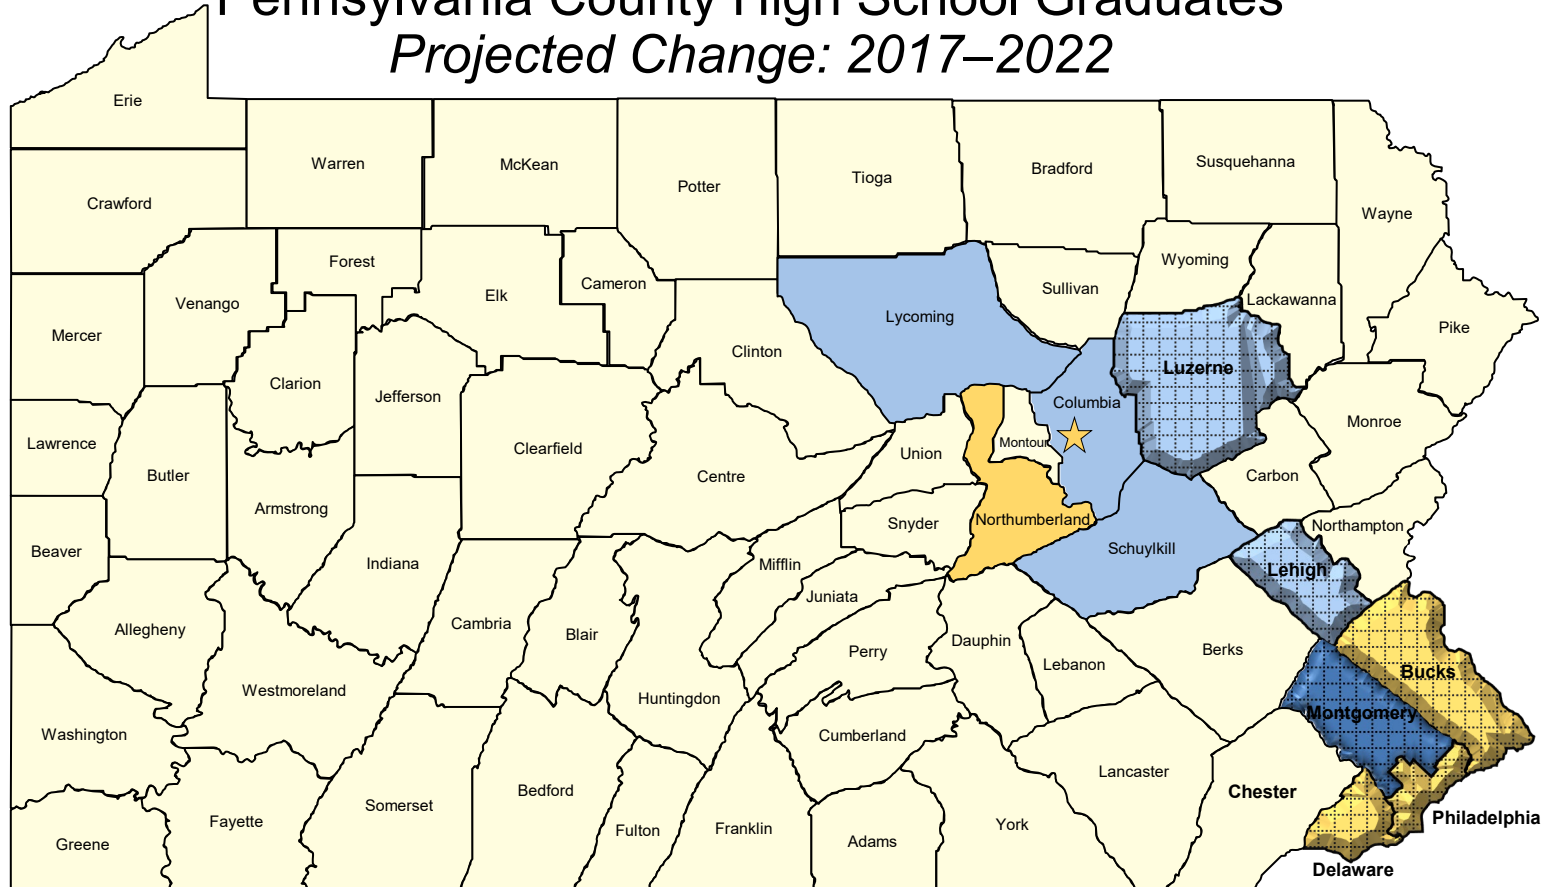 Pennsylvania County High School Graduates
Projected Change: 2017–2022
Erie
Warren
McKean
Potter
Tioga
Bradford
Susquehanna
Wayne
Crawford
Forest
Venango
Elk
Cameron
Sullivan
Wyoming
Lackawanna
Pike
Mercer
Lycoming
Clinton
Luzerne
Clarion
Jefferson
Columbia
Monroe
Lawrence
Butler
Clearfield
Centre
Union
Montour
Carbon
Armstrong
Snyder
Northumberland
Northampton
Beaver
Indiana
Mifflin
Schuylkill
Lehigh
Juniata
Allegheny
Cambria
Blair
Perry
Dauphin
Lebanon
Berks
Bucks
Westmoreland
Huntingdon
Montgomery
Washington
Cumberland
Lancaster
Chester
Somerset
Bedford
Fayette
Fulton
Franklin
York
Philadelphia
Greene
Adams
Delaware